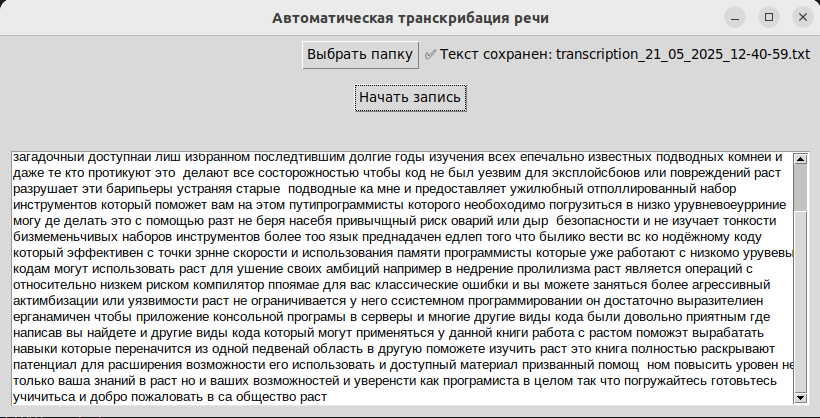 Автоматическая транскрибация речи
Выбрать папку ✅ Текст сохранен: transcription_21_05_2025_12-40-59.txt
Начать запись
загадочный доступнаи лиш избранном последтившим долгие годы изучения всех епечально известных подводных комней и
даже те кто протикуют это  делают все состорожностью чтобы код не был уезвим для эксплойсбоюв или повреждений раст
разрушает эти барипьеры устраняя старые  подводные ка мне и предоставляет ужилюбный отполлированный набор
инструментов который поможет вам на этом путипрограммисты которого необоходимо погрузиться в низко урувневоеурриние
могу де делать это с помощью разт не беря насебя привычщный риск оварий или дыр  безопасности и не изучает тонкости
бизмеменьчивых наборов инструментов более тоо язык преднадачен едлеп того что былико вести вс ко нодёжному коду
который эффективен с точки зрнне скорости и использования памяти программисты которые уже работают с низкомо урувевы
кодам могут использовать раст для ушение своих амбиций например в недрение пролилизма раст является операций с
относительно низкем риском компилятор ппоямае для вас классические ошибки и вы можете заняться более агрессивный
актимбизации или уязвимости раст не ограничивается у него ссистемном программировании он достаточно выразителиен
ерганамичен чтобы приложение консольной програмы в серверы и многие другие виды кода были довольно приятным где
написав вы найдете и другие виды кода который могут применяться у данной книги работа с растом поможэт вырабатать
навыки которые переначится из одной педвенай область в другую поможете изучить раст это книга полностью раскрывают
патенциал для расширения возможности его использовать и доступный материал призванный помощ  ном повысить уровен не
только ваша знаний в раст но и ваших возможностей и уверенсти как програмиста в целом так что погружайтесь готовьтесь
учичиться и добро пожаловать в са общество раст